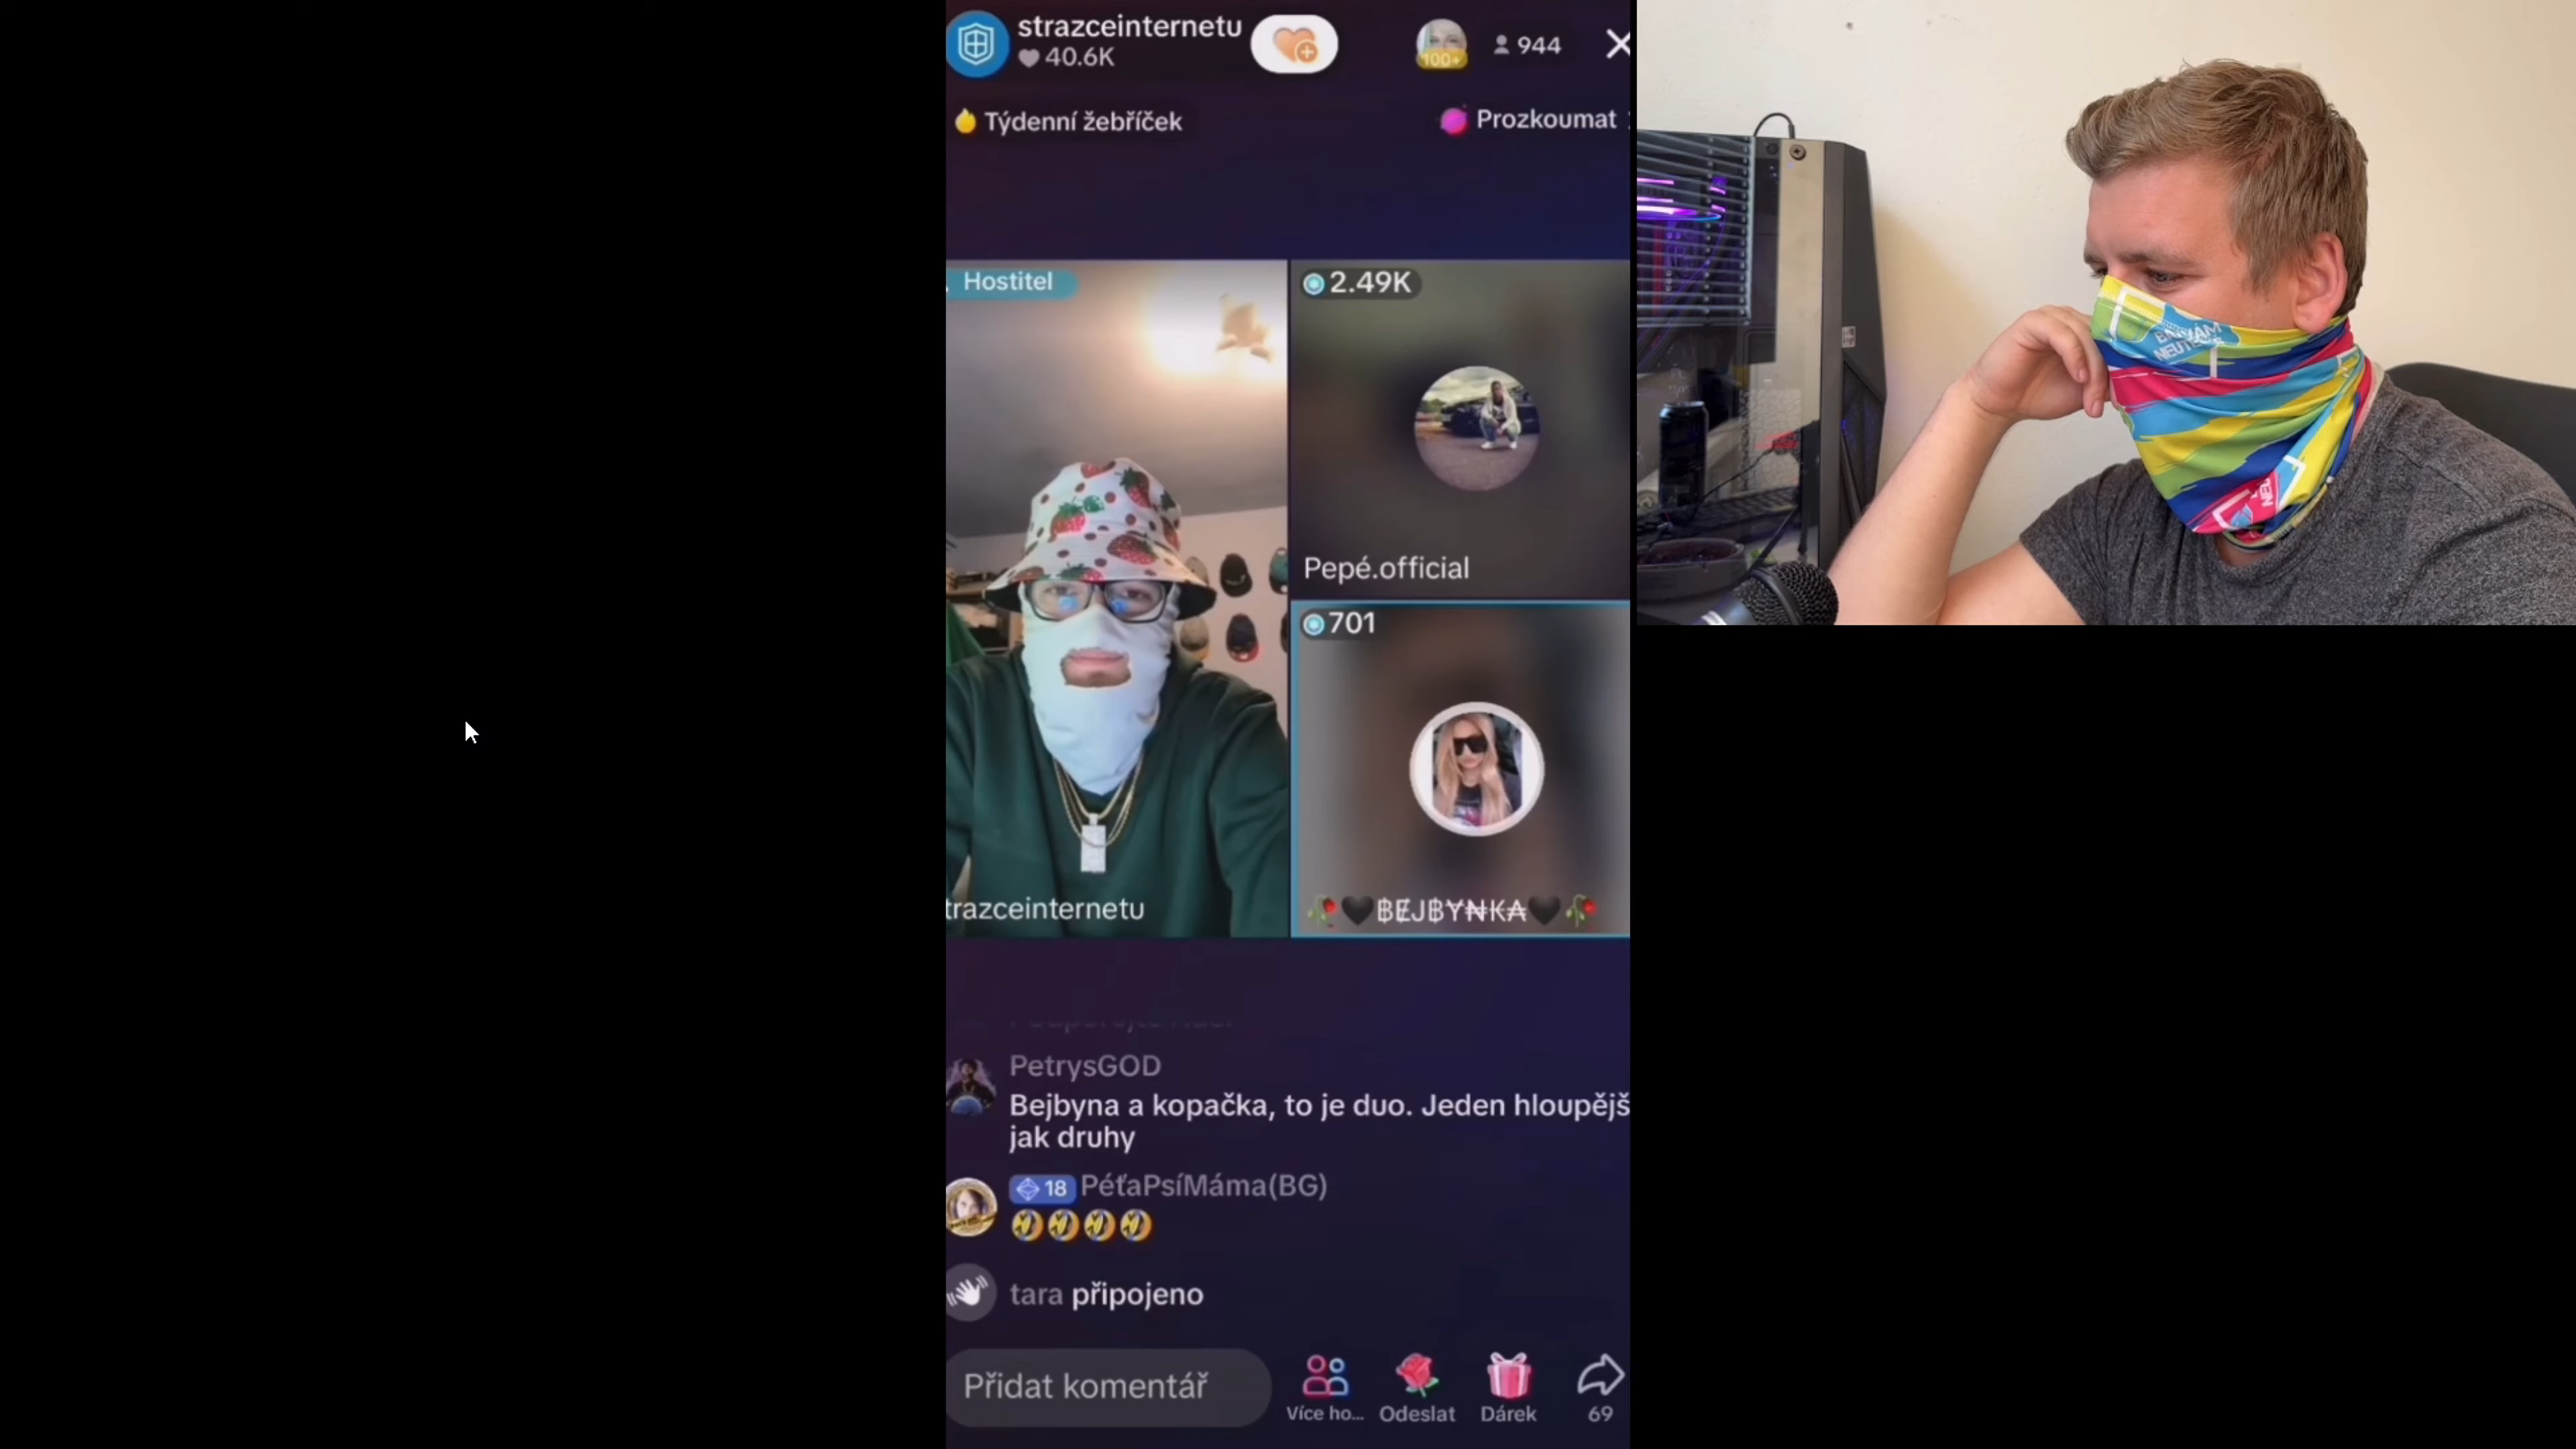 strazceinternetu
40.6K
100+
944
Týdenní žebříček
Prozkoumat
Hostitel
2.49K
Pepé.official
701
trazceinternetu
BEJBYNKA
PetrysGOD
Bejbyna a kopačka, to je duo. Jeden hloupějš
jak druhy
18 PéťaPsíMáma(BG)
tara připojeno
Přidat komentář
Více ho...
Odeslat
Dárek
69